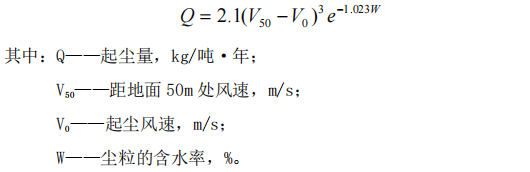 Q = 2.1(V₅₀ − V₀)³ e^{−1.023W}
其中：Q——起尘量，kg/吨·年；
V₅₀——距地面 50m 处风速，m/s；
V₀——起尘风速，m/s；
W——尘粒的含水率，%。